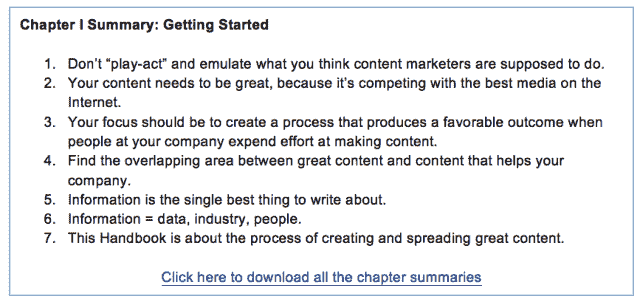 Chapter I Summary: Getting Started
1. Don't "play-act" and emulate what you think content marketers are supposed to do.
2. Your content needs to be great, because it's competing with the best media on the
Internet.
3. Your focus should be to create a process that produces a favorable outcome when
people at your company expend effort at making content.
4. Find the overlapping area between great content and content that helps your
company.
5. Information is the single best thing to write about.
6. Information = data, industry, people.
7. This Handbook is about the process of creating and spreading great content.
Click here to download all the chapter summaries